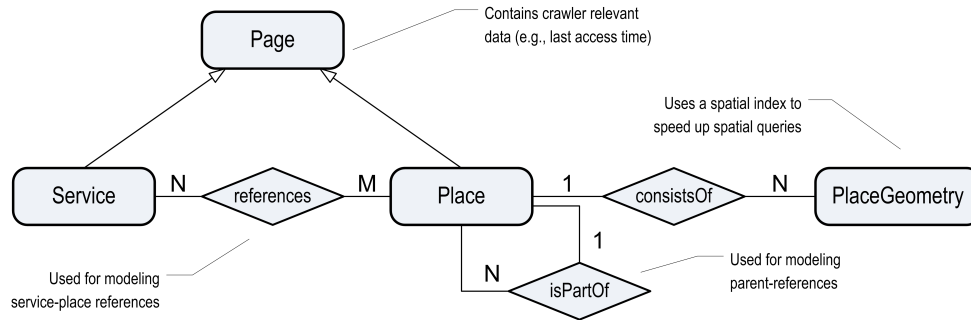 Page
Contains crawler relevant
data (e.g., last access time)
Uses a spatial index to
speed up spatial queries
Service
N
references
M
Place
1
consistsOf
N
PlaceGeometry
1
N
isPartOf
Used for modeling
service-place references
Used for modeling
parent-references